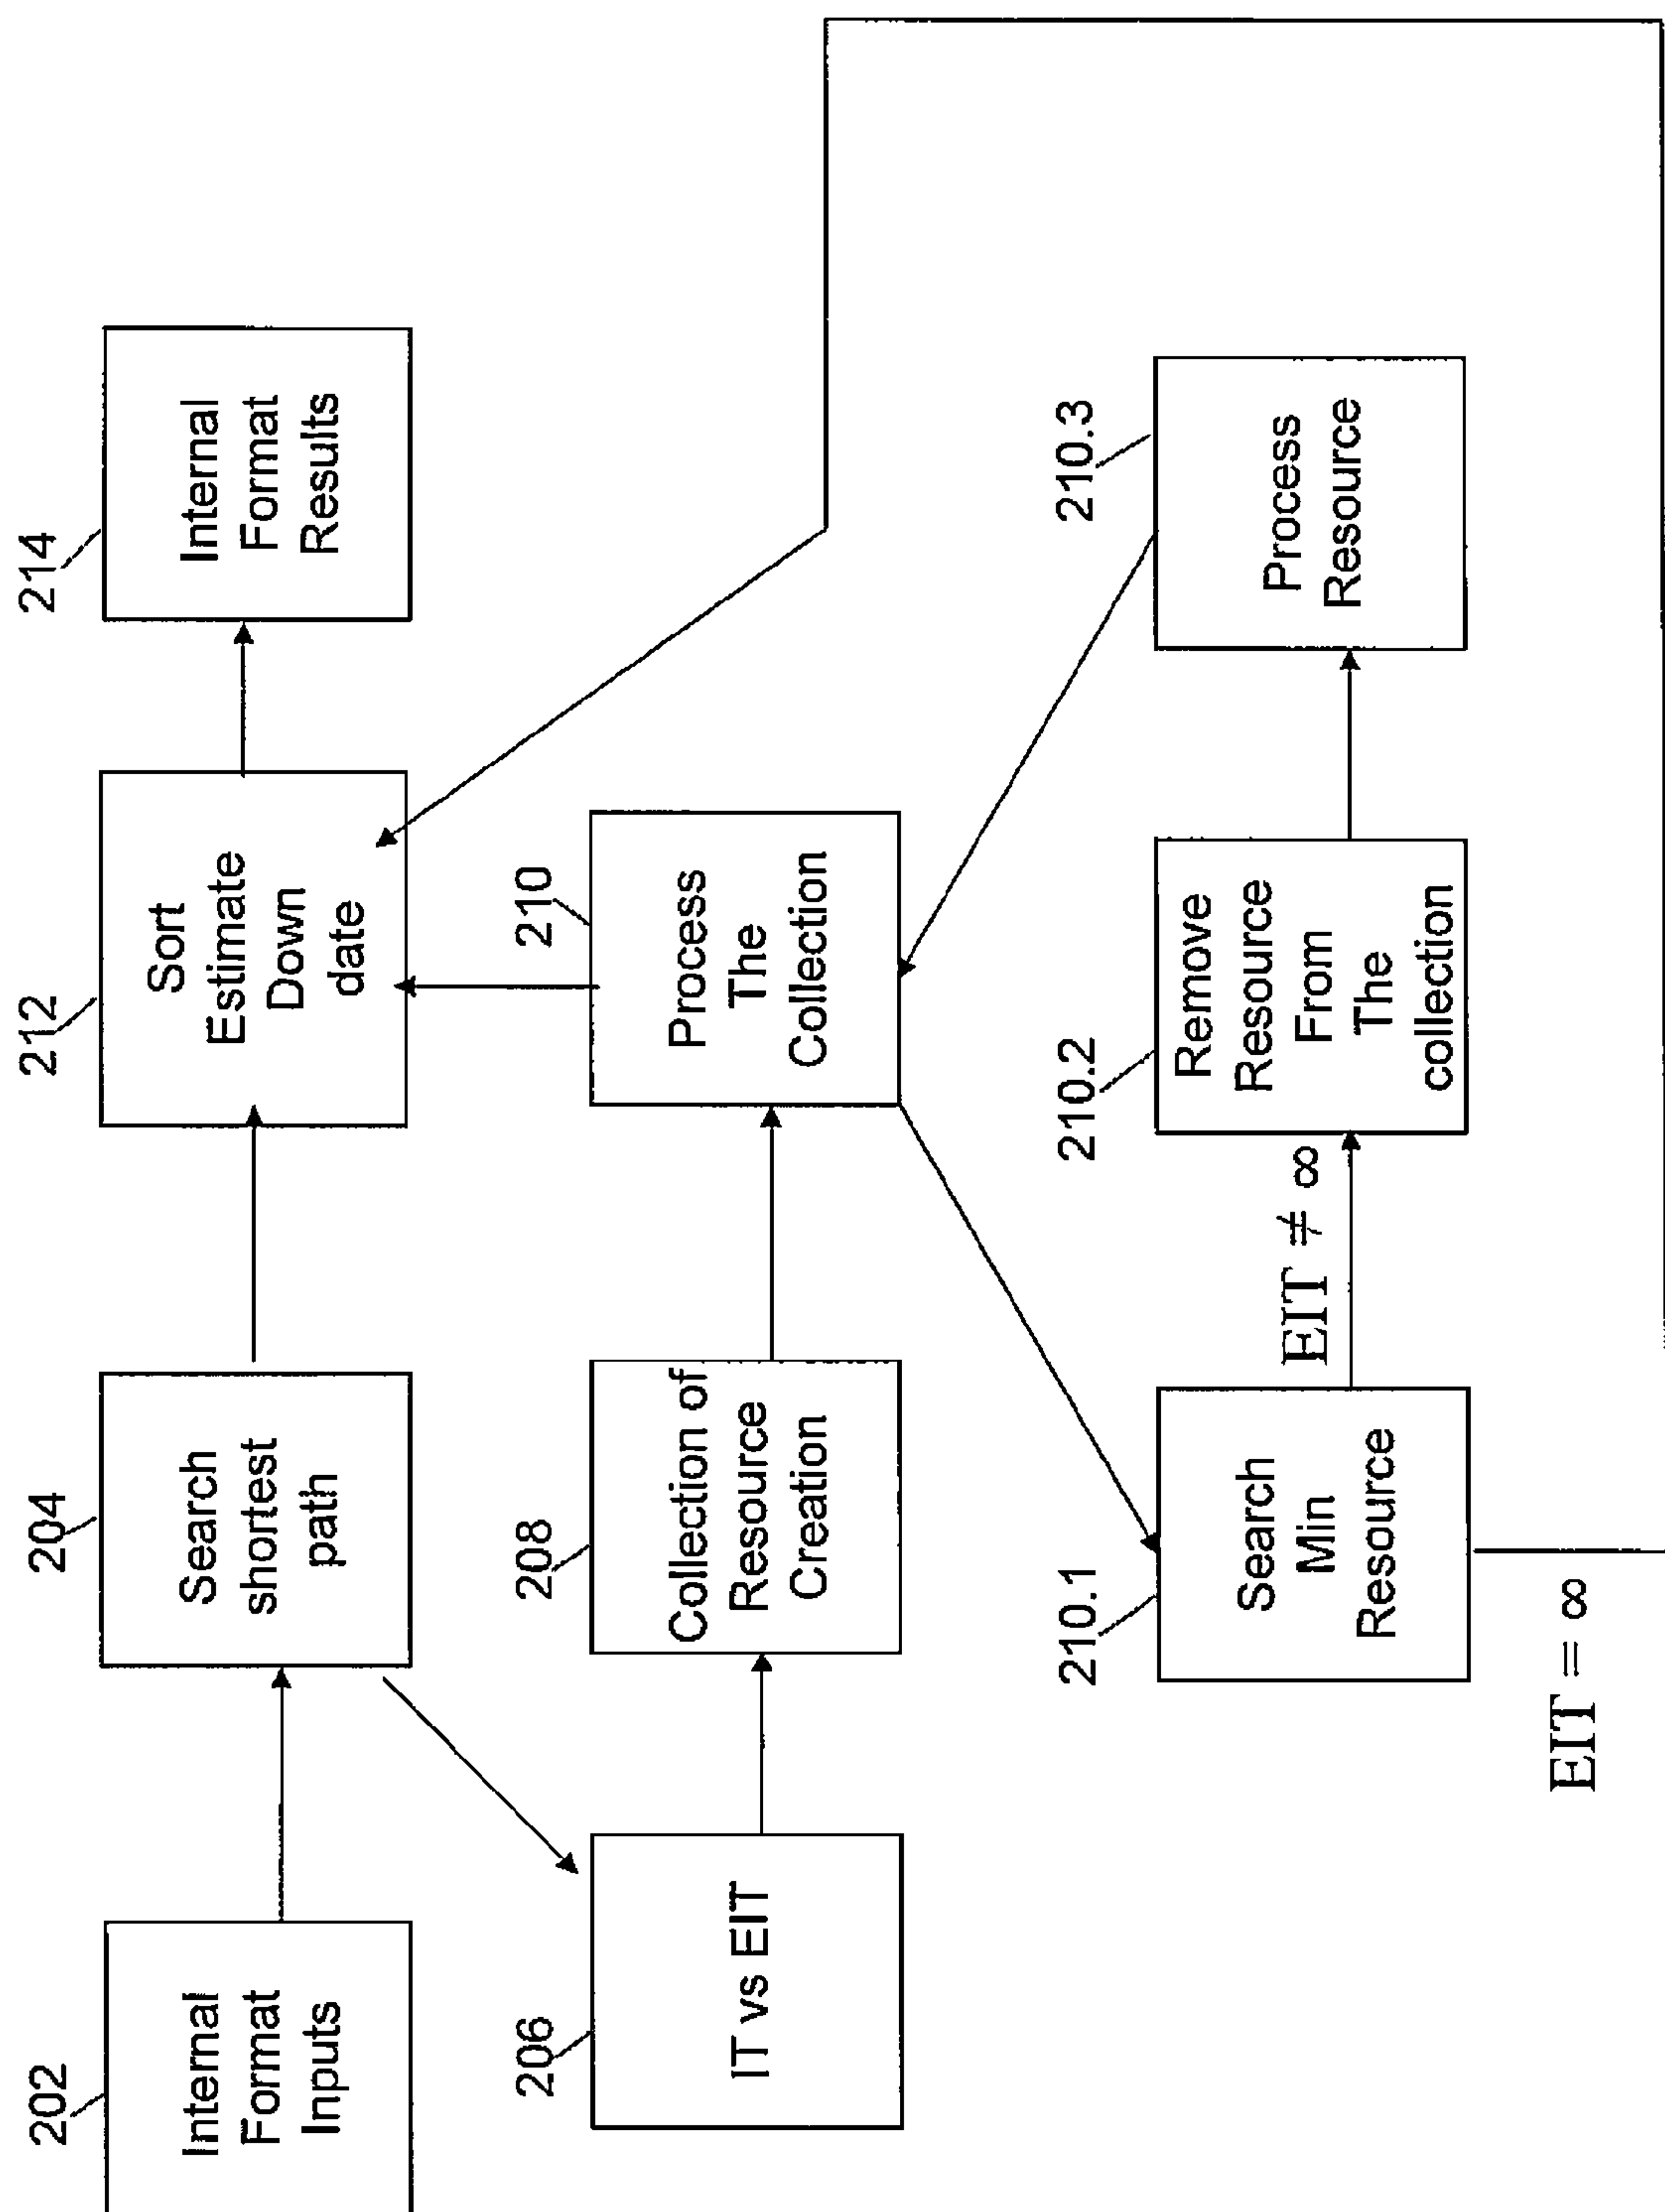 202
Internal
Format
Inputs
204
Search
shortest
path
212
Sort
Estimate
Down
date
214
Internal
Format
Results
206
IT vs EIT
208
Collection of
Resource
Creation
210
Process
The
Collection
210.1
Search
Min
Resource
EIT ≠ ∞
210.2
Remove
Resource
From
The
collection
210.3
Process
Resource
EIT = ∞